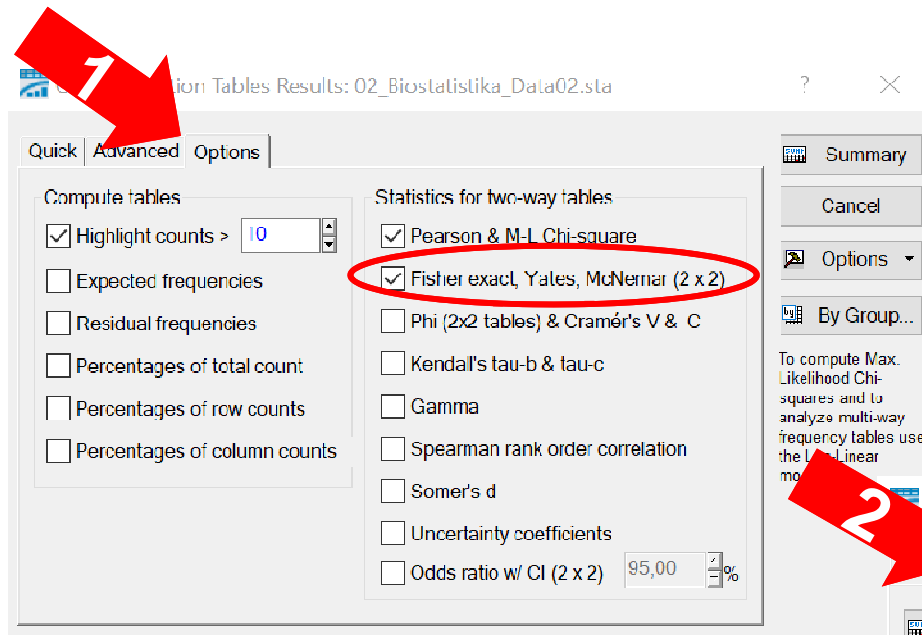 1
ion Tables Results: 02_Biostatistika_Data02.sta
?
Quick Advanced Options
Summary
Cancel
Options
By Group...
Compute tables
Highlight counts > 10
Expected frequencies
Residual frequencies
Percentages of total count
Percentages of row counts
Percentages of column counts
Statistics for two-way tables
Pearson & M-L Chi-square
Fisher exact, Yates, McNemar (2 x 2)
Phi (2x2 tables) & Cramér's V & C
Kendall's tau-b & tau-c
Gamma
Spearman rank order correlation
Somer's d
Uncertainty coefficients
Odds ratio w/ CI (2 x 2) 95,00 %
To compute Max.
Likelihood Chi-
squares and to
analyze multi-way
frequency tables use
the Linear
2